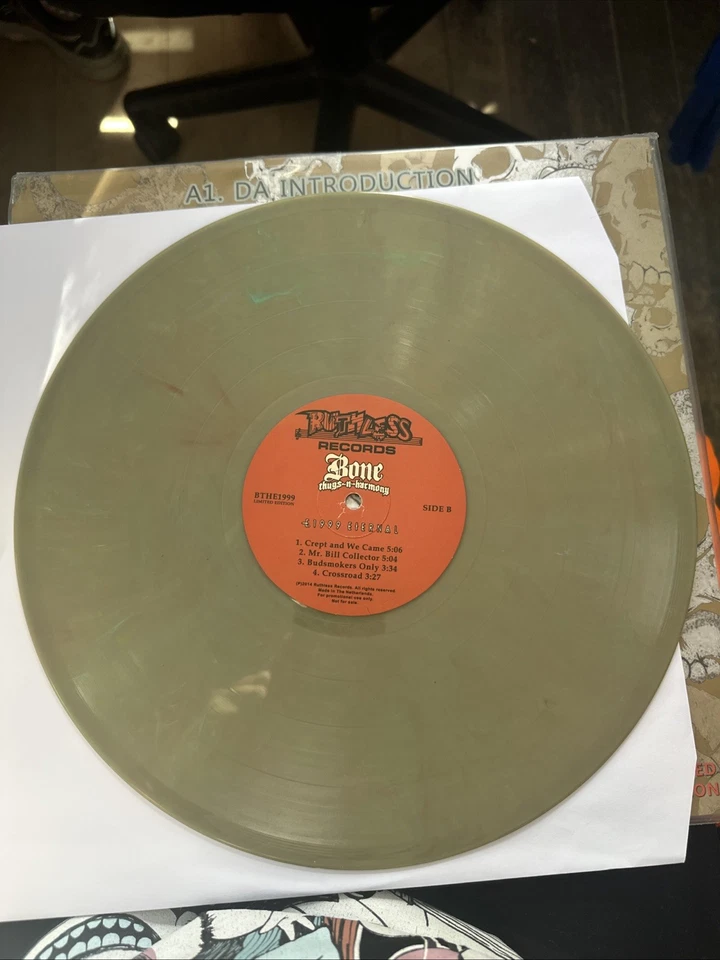 A1. DA INTRODUCTION
RUTHLESS
RECORDS
Bone
thugs-n-harmony
BTHE1999
LIMITED EDITION
SIDE B
E1999 ETERNAL
1. Crept and We Came 5:06
2. Mr. Bill Collector 5:04
3. Budsmokers Only 3:34
4. Crossroad 3:27
(P)2014 Ruthless Records. All rights reserved
Made in The Netherlands.
For promotional use only.
Not for sale
ED
ON